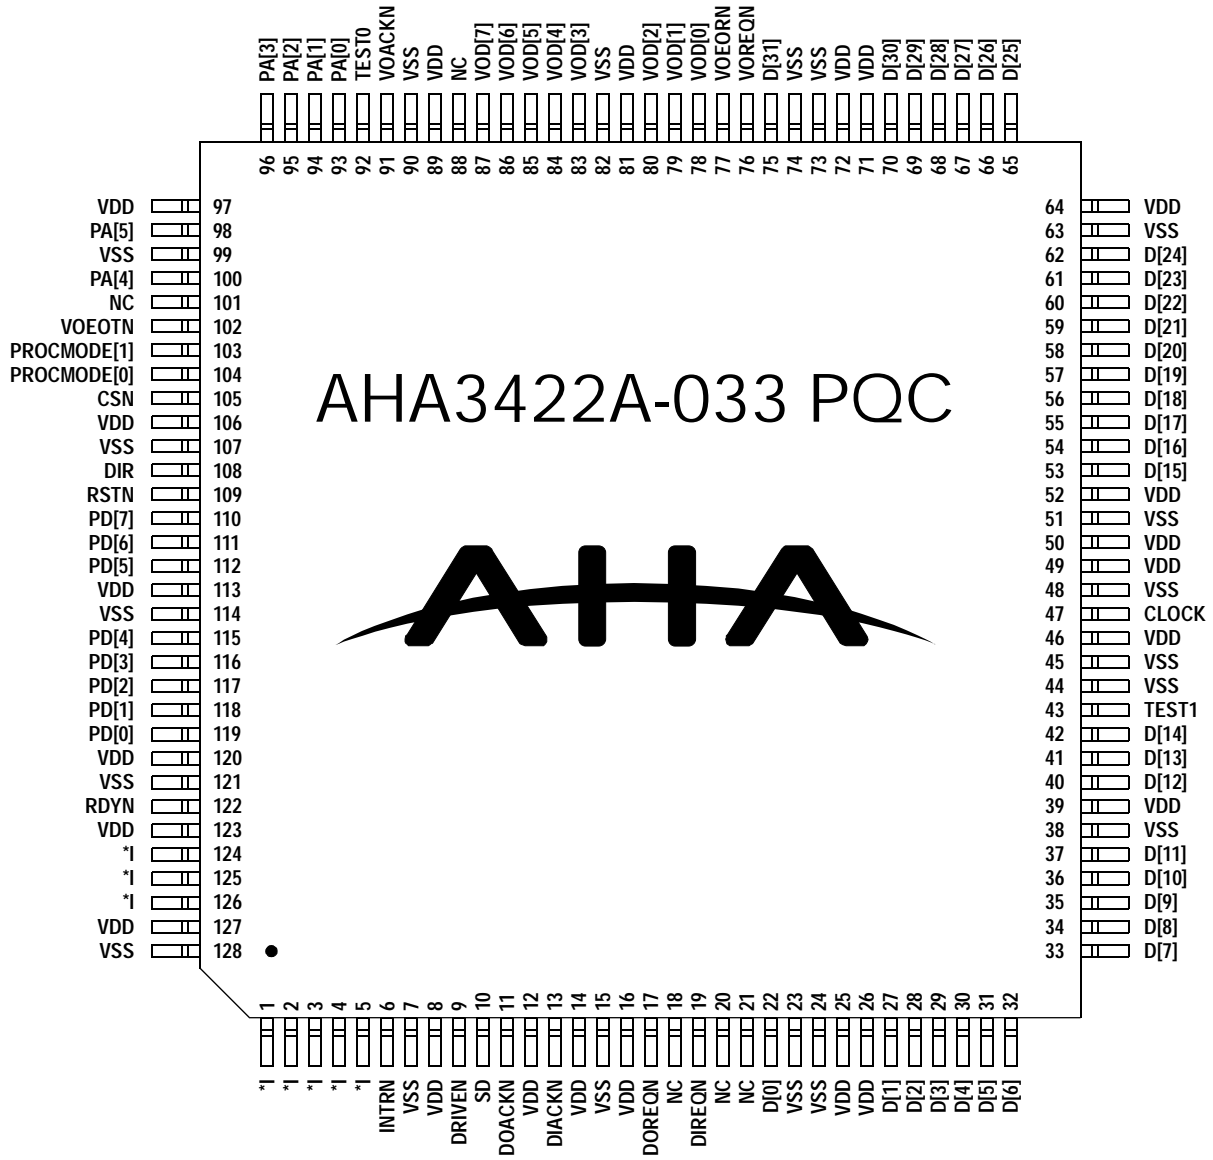 PA[3] PA[2] PA[1] PA[0] TEST0 VOACKN VSS VDD NC VOD[7] VOD[6] VOD[5] VOD[4] VOD[3] VSS VDD VOD[2] VOD[1] VOD[0] VOEORN VOREQN D[31] VSS VSS VDD VDD D[30] D[29] D[28] D[27] D[26] D[25]
96 95 94 93 92 91 90 89 88 87 86 85 84 83 82 81 80 79 78 77 76 75 74 73 72 71 70 69 68 67 66 65
VDD 97 64 VDD
PA[5] 98 63 VSS
VSS 99 62 D[24]
PA[4] 100 61 D[23]
NC 101 60 D[22]
VOEOTN 102 59 D[21]
PROCMODE[1] 103 58 D[20]
PROCMODE[0] 104 57 D[19]
CSN 105 56 D[18]
VDD 106 55 D[17]
VSS 107 54 D[16]
DIR 108 53 D[15]
RSTN 109 52 VDD
PD[7] 110 51 VSS
PD[6] 111 50 VDD
PD[5] 112 49 VDD
VDD 113 48 VSS
VSS 114 47 CLOCK
PD[4] 115 46 VDD
PD[3] 116 45 VSS
PD[2] 117 44 VSS
PD[1] 118 43 TEST1
PD[0] 119 42 D[14]
VDD 120 41 D[13]
VSS 121 40 D[12]
RDYN 122 39 VDD
VDD 123 38 VSS
*I 124 37 D[11]
*I 125 36 D[10]
*I 126 35 D[9]
VDD 127 34 D[8]
VSS 128 33 D[7]
AHA3422A-033 PQC
AHA
1 2 3 4 5 6 7 8 9 10 11 12 13 14 15 16 17 18 19 20 21 22 23 24 25 26 27 28 29 30 31 32
*I *I *I *I *I INTRN VSS VDD DRIVEN SD DOACKN VDD DIACKN VDD VSS VDD DOREQN NC DIREQN NC NC D[0] VSS VSS VDD VDD D[1] D[2] D[3] D[4] D[5] D[6]